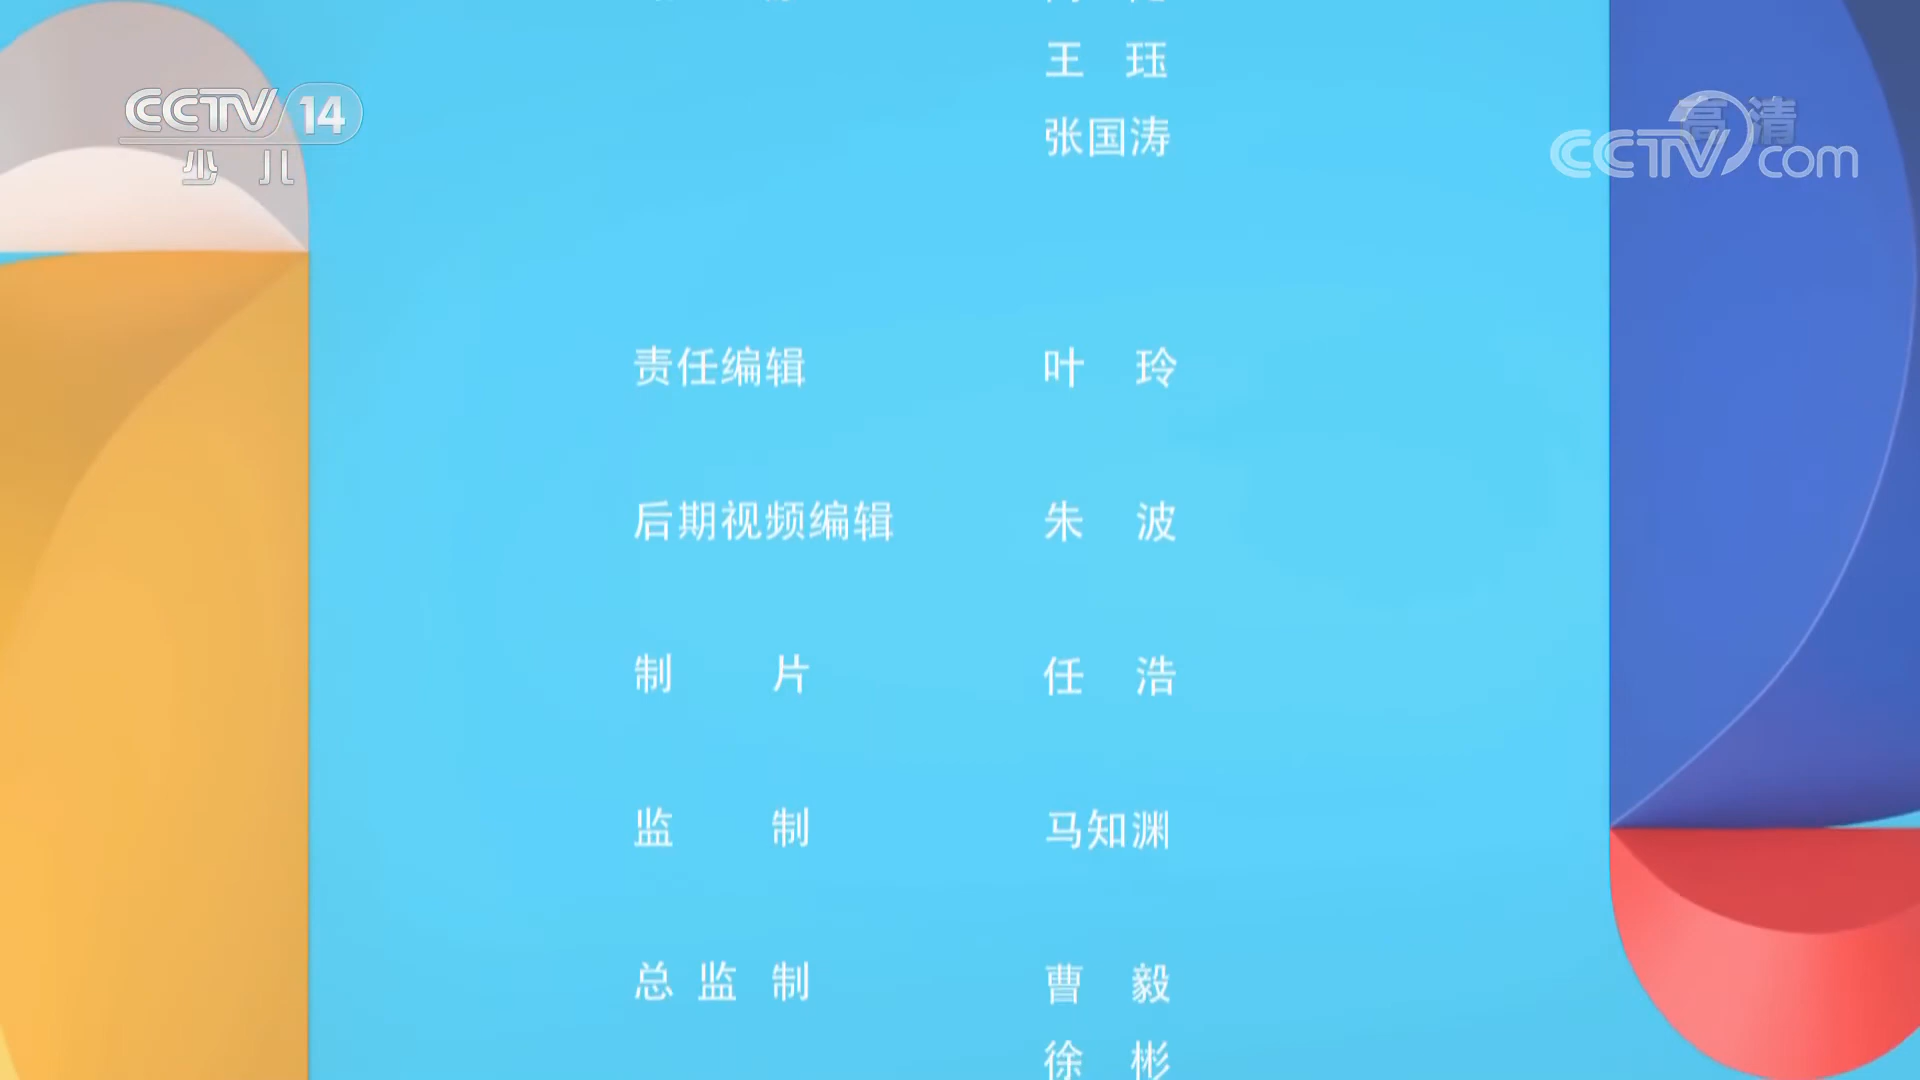 王 珏
CCTV 14
高清
张国涛
CCTV.com
少儿
责任编辑 叶 玲
后期视频编辑 朱 波
制 片 任 浩
监 制 马知渊
总 监 制 曹 毅
徐 彬